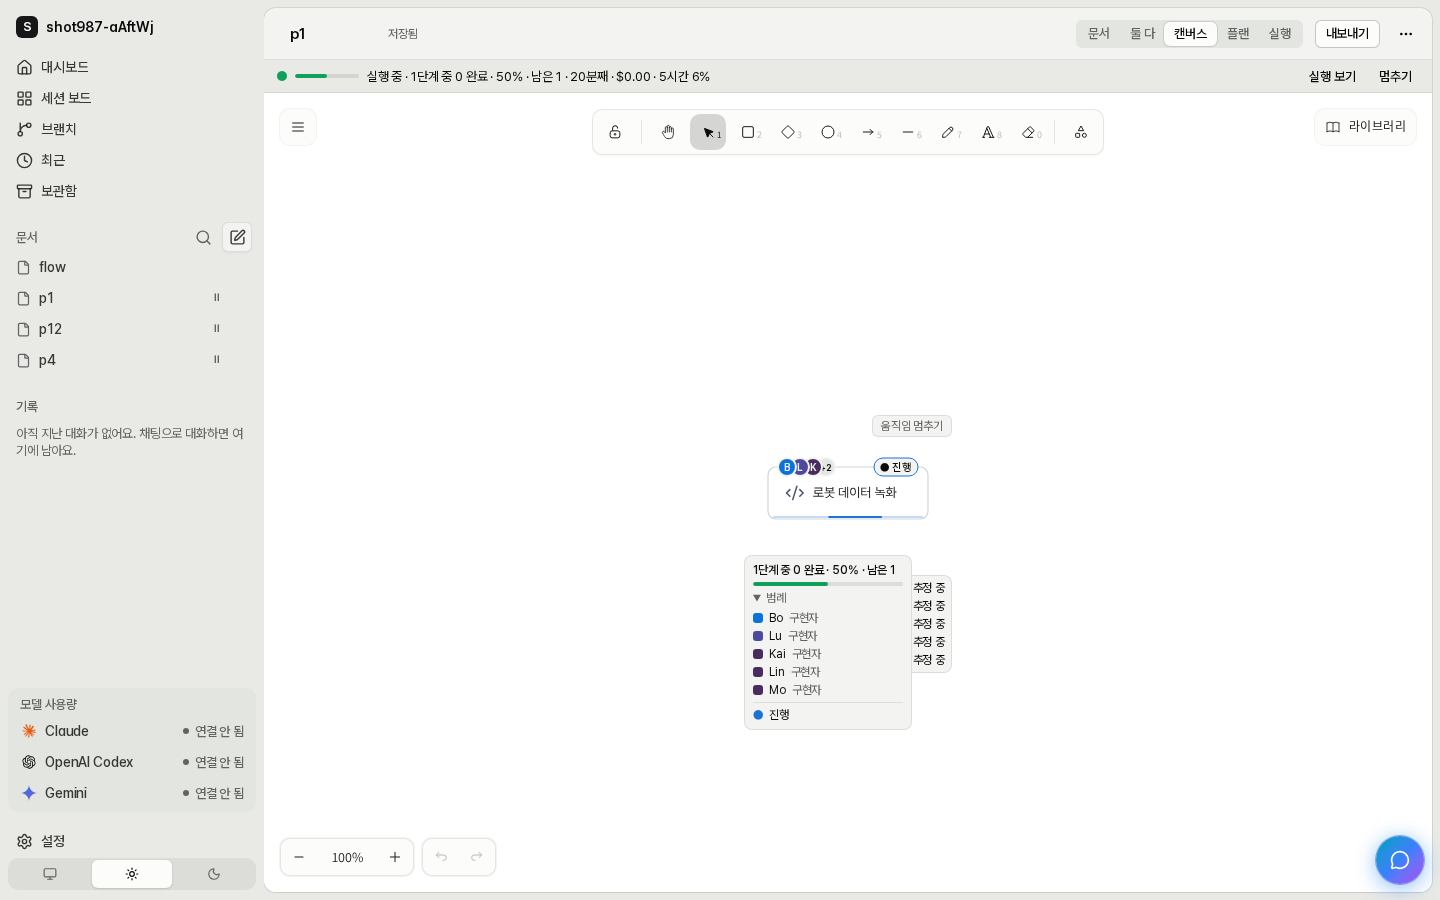 S shot987-aAftWj
대시보드
세션 보드
브랜치
최근
보관함
문서
flow
p1
p12
p4
기록
아직 지난 대화가 없어요. 채팅으로 대화하면 여
기에 남아요.
모델 사용량
Claude 연결 안 됨
OpenAI Codex 연결 안 됨
Gemini 연결 안 됨
설정
p1 저장됨 문서 둘 다 캔버스 플랜 실행 내보내기
실행 중 · 1단계 중 0 완료 · 50% · 남은 1 · 20분째 · $0.00 · 5시간 6% 실행 보기 멈추기
1 2 3 4 5 6 7 A 8 0
라이브러리
움직임 멈추기
B L K +2 진행
로봇 데이터 녹화
1단계 중 0 완료 · 50% · 남은 1
범례
Bo 구현자
Lu 구현자
Kai 구현자
Lin 구현자
Mo 구현자
진행
추정 중
추정 중
추정 중
추정 중
추정 중
100%